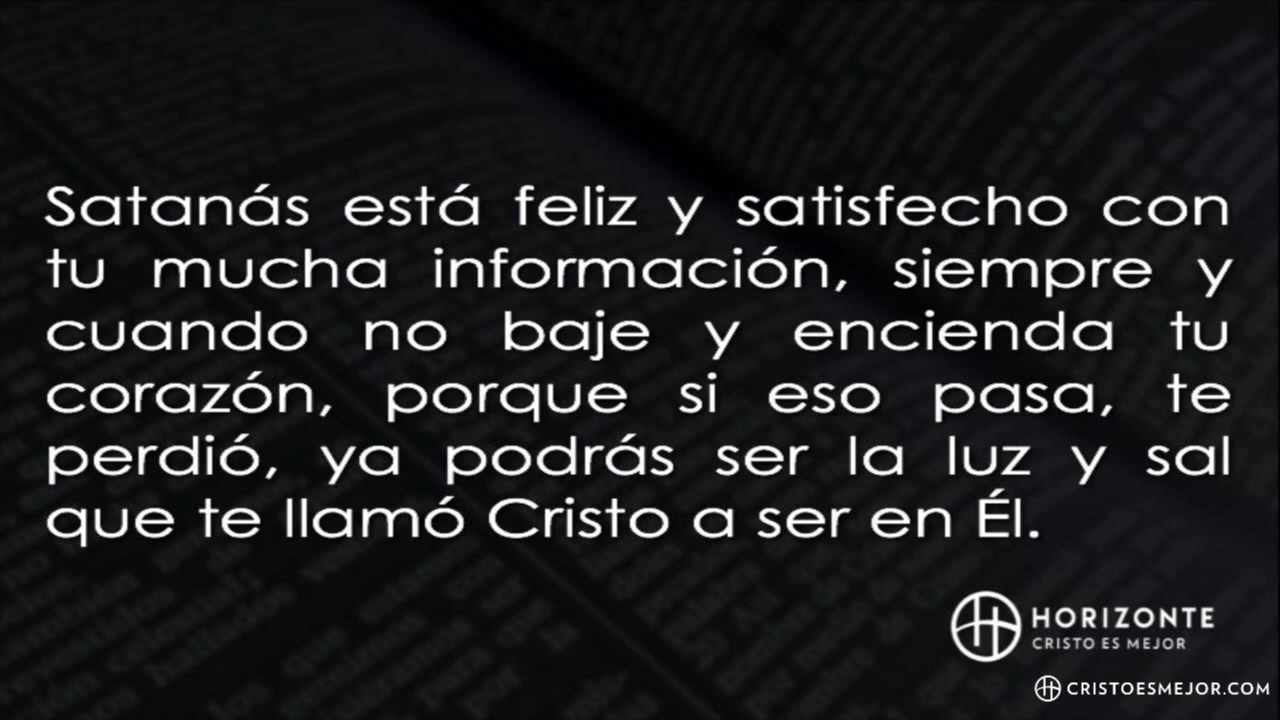 Satanás está feliz y satisfecho con
tu mucha información, siempre y
cuando no baje y encienda tu
corazón, porque si eso pasa, te
perdió, ya podrás ser la luz y sal
que te llamó Cristo a ser en Él.
HORIZONTE
CRISTO ES MEJOR
CRISTOESMEJOR.COM